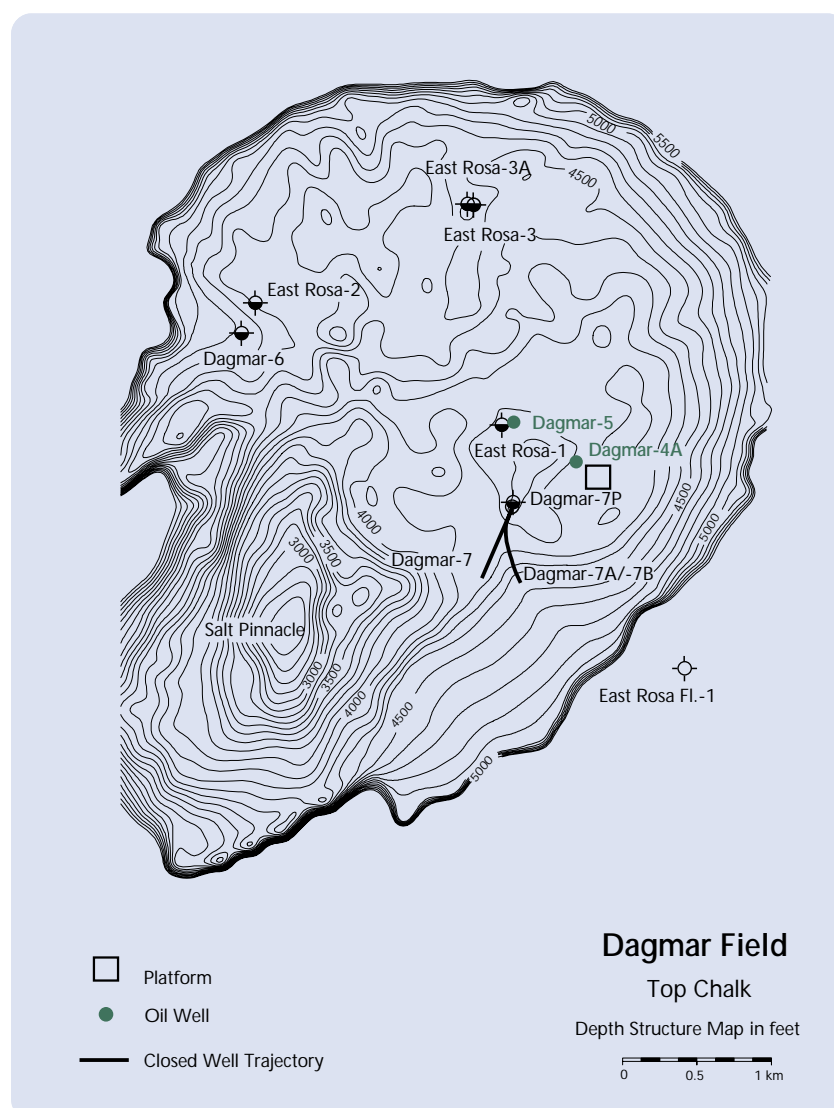 5000
5500
East Rosa-3A
4500
East Rosa-3
East Rosa-2
Dagmar-6
Dagmar-5
East Rosa-1
Dagmar-4A
Dagmar-7P
4500
4000
5000
3000
3500
Dagmar-7
Dagmar-7A/-7B
Salt Pinnacle
3000
3500
East Rosa Fl.-1
4000
4500
5000
Dagmar Field
Top Chalk
Depth Structure Map in feet
0 0.5 1 km
Platform
Oil Well
Closed Well Trajectory